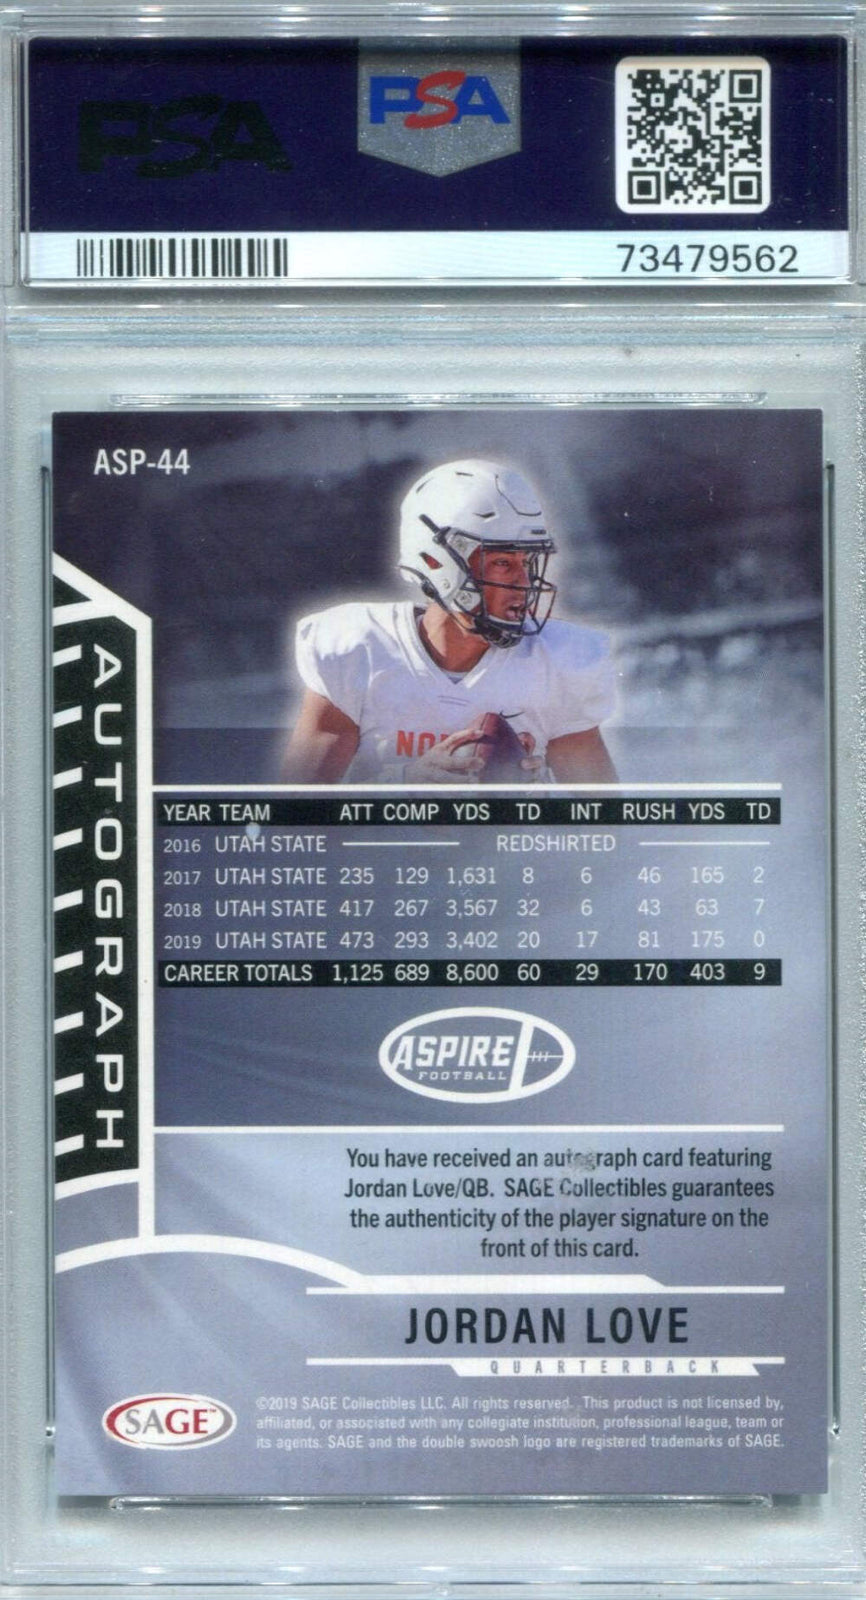 PSA
PSA
73479562
ASP-44
AUTOGRAPH
YEAR TEAM ATT COMP YDS TD INT RUSH YDS TD
2016 UTAH STATE REDSHIRTED
2017 UTAH STATE 235 129 1,631 8 6 46 165 2
2018 UTAH STATE 417 267 3,567 32 6 43 63 7
2019 UTAH STATE 473 293 3,402 20 17 81 175 0
CAREER TOTALS 1,125 689 8,600 60 29 170 403 9
ASPIRE
FOOTBALL
You have received an autograph card featuring
Jordan Love/QB. SAGE Collectibles guarantees
the authenticity of the player signature on the
front of this card.
JORDAN LOVE
QUARTERBACK
SAGE™
©2019 SAGE Collectibles LLC. All rights reserved. This product is not licensed by,
affiliated, or associated with any collegiate institution, professional league, team or
its agents. SAGE and the double swoosh logo are registered trademarks of SAGE.